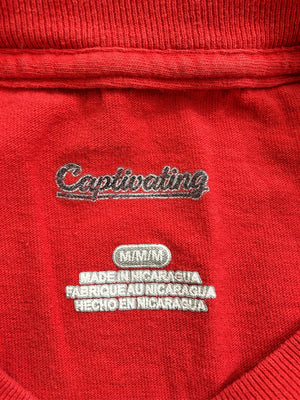 Captivating
M/M/M
MADE IN NICARAGUA
FABRIQUE AU NICARAGUA
HECHO EN NICARAGUA